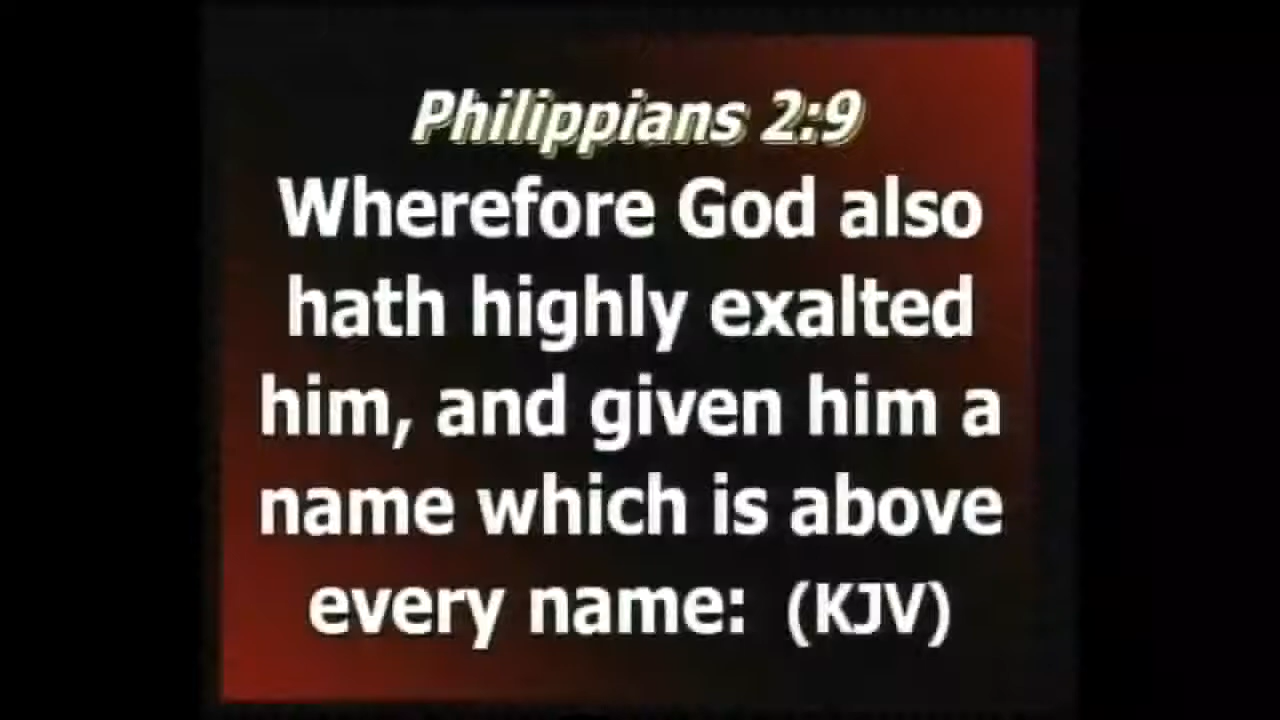 Philippians 2:9
Wherefore God also
hath highly exalted
him, and given him a
name which is above
every name: (KJV)